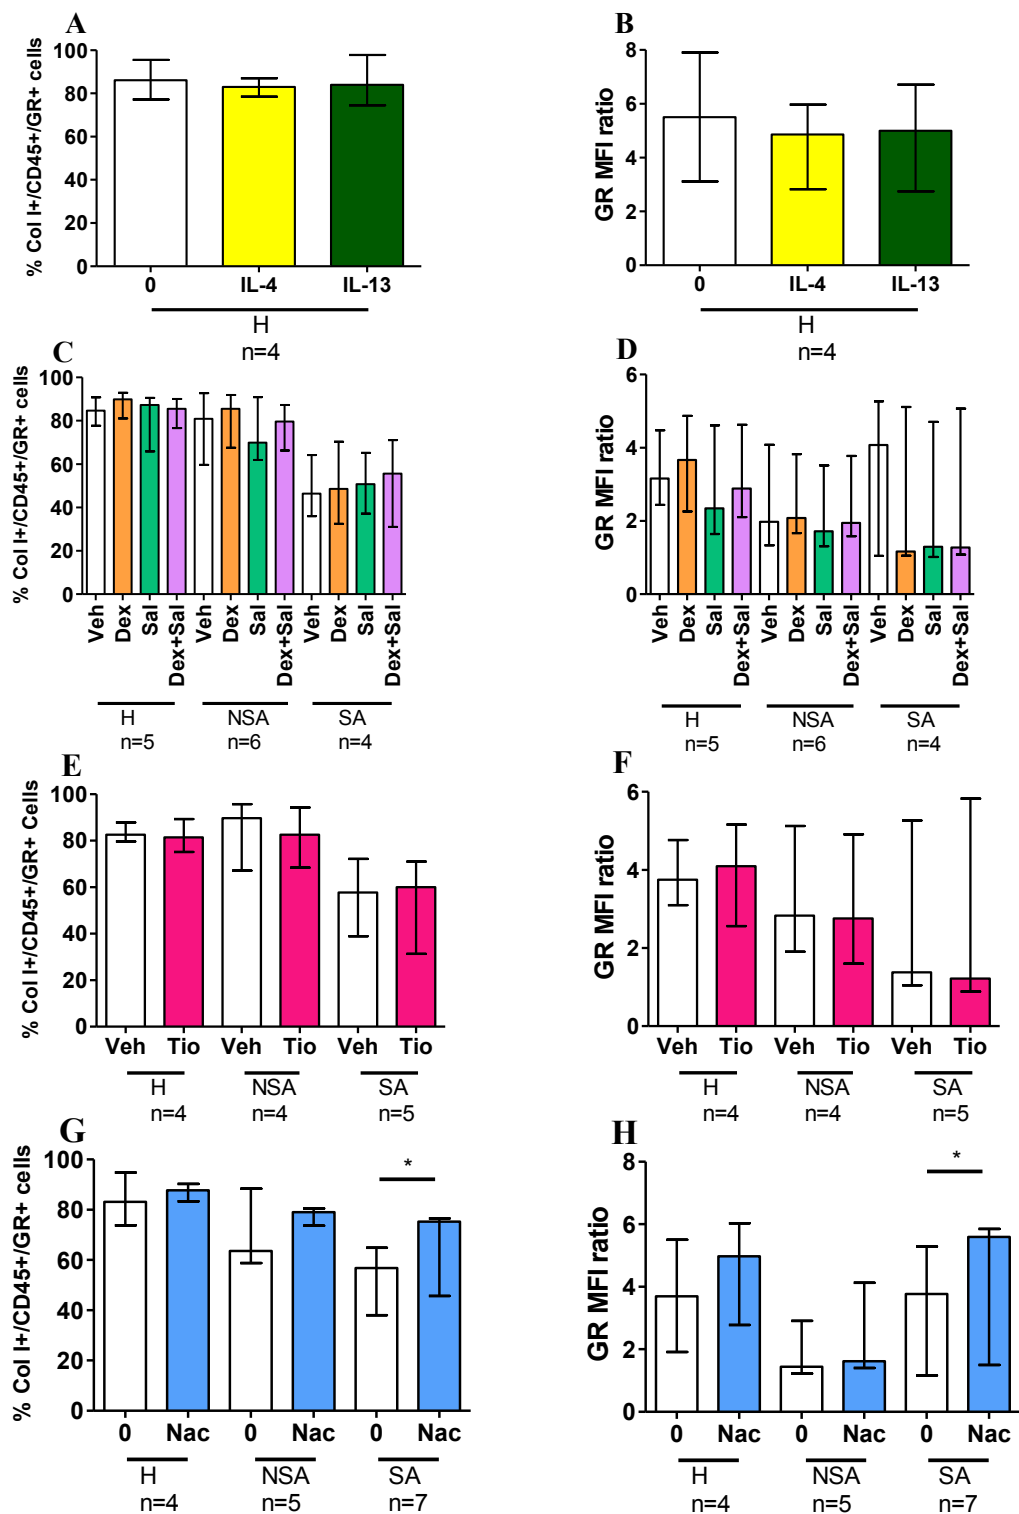 A
% Col I+/CD45+/GR+ cells
100
80
60
40
20
0
0 IL-4 IL-13
H
n=4
B
GR MFI ratio
8
6
4
2
0
0 IL-4 IL-13
H
n=4
C
% Col I+/CD45+/GR+ cells
100
80
60
40
20
0
Veh Dex Sal Dex+Sal Veh Dex Sal Dex+Sal Veh Dex Sal Dex+Sal
H NSA SA
n=5 n=6 n=4
D
GR MFI ratio
6
4
2
0
Veh Dex Sal Dex+Sal Veh Dex Sal Dex+Sal Veh Dex Sal Dex+Sal
H NSA SA
n=5 n=6 n=4
E
% Col I+/CD45+/GR+ Cells
100
80
60
40
20
0
Veh Tio Veh Tio Veh Tio
H NSA SA
n=4 n=4 n=5
F
GR MFI ratio
6
4
2
0
Veh Tio Veh Tio Veh Tio
H NSA SA
n=4 n=4 n=5
G
% Col I+/CD45+/GR+ cells
100
80
60
40
20
0
*
0 Nac 0 Nac 0 Nac
H NSA SA
n=4 n=5 n=7
H
GR MFI ratio
8
6
4
2
0
*
0 Nac 0 Nac 0 Nac
H NSA SA
n=4 n=5 n=7